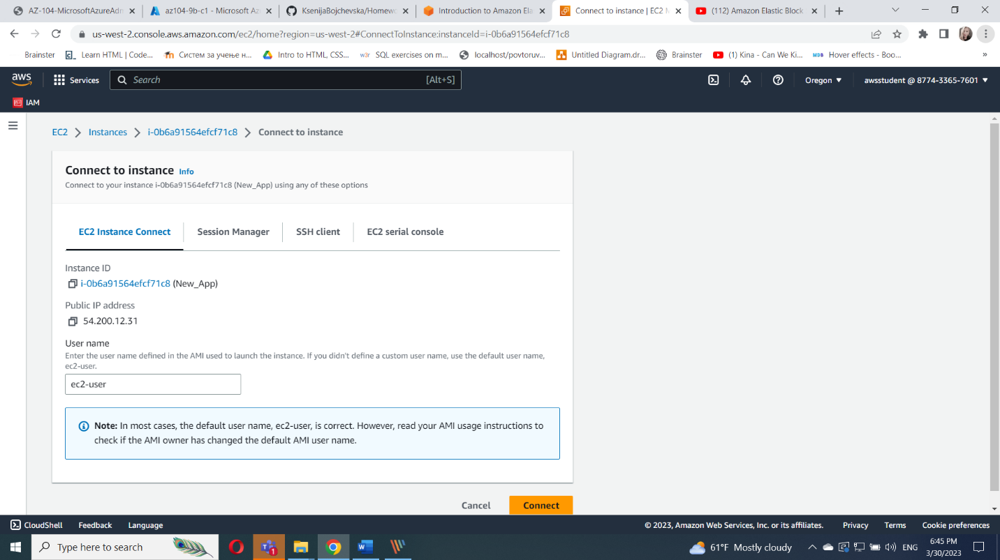 AZ-104-MicrosoftAzureAdm
az104-9b-c1 - Microsoft Az
KsenijaBojchevska/Homewo
Introduction to Amazon Ela
Connect to instance | EC2 M
(112) Amazon Elastic Block
us-west-2.console.aws.amazon.com/ec2/home?region=us-west-2#ConnectToInstance:instanceId=i-0b6a91564efcf71c8
Brainster
Learn HTML | Code...
Систем за учење н...
Intro to HTML, CSS...
w3r SQL exercises on m...
localhost/povtoruv...
Untitled Diagram.dr...
Brainster
(1) Kina - Can We Ki...
MDB Hover effects - Boo...
»
aws
Services
Search
[Alt+S]
Oregon
awsstudent @ 8774-3365-7601
IAM
EC2
Instances
i-0b6a91564efcf71c8
Connect to instance
Connect to instance Info
Connect to your instance i-0b6a91564efcf71c8 (New_App) using any of these options
EC2 Instance Connect
Session Manager
SSH client
EC2 serial console
Instance ID
i-0b6a91564efcf71c8 (New_App)
Public IP address
54.200.12.31
User name
Enter the user name defined in the AMI used to launch the instance. If you didn't define a custom user name, use the default user name,
ec2-user.
ec2-user
Note: In most cases, the default user name, ec2-user, is correct. However, read your AMI usage instructions to
check if the AMI owner has changed the default AMI user name.
Cancel
Connect
CloudShell
Feedback
Language
© 2023, Amazon Web Services, Inc. or its affiliates.
Privacy
Terms
Cookie preferences
Type here to search
1
61°F Mostly cloudy
ENG
6:45 PM
3/30/2023